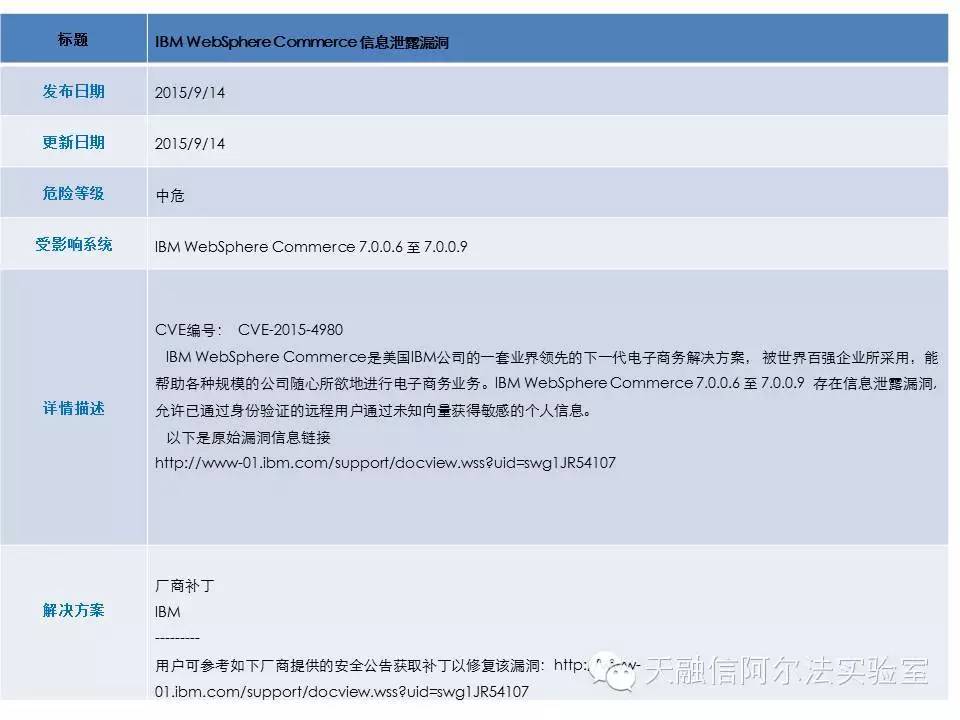 标题
IBM WebSphere Commerce 信息泄露漏洞
发布日期
2015/9/14
更新日期
2015/9/14
危险等级
中危
受影响系统
IBM WebSphere Commerce 7.0.0.6 至 7.0.0.9
详情描述
CVE编号： CVE-2015-4980
IBM WebSphere Commerce是美国IBM公司的一套业界领先的下一代电子商务解决方案， 被世界百强企业所采用，能
帮助各种规模的公司随心所欲地进行电子商务业务。IBM WebSphere Commerce 7.0.0.6 至 7.0.0.9 存在信息泄露漏洞,
允许已通过身份验证的远程用户通过未知向量获得敏感的个人信息。
以下是原始漏洞信息链接
http://www-01.ibm.com/support/docview.wss?uid=swg1JR54107
解决方案
厂商补丁
IBM
---------
用户可参考如下厂商提供的安全公告获取补丁以修复该漏洞：http:
01.ibm.com/support/docview.wss?uid=swg1JR54107
天融信阿尔法实验室